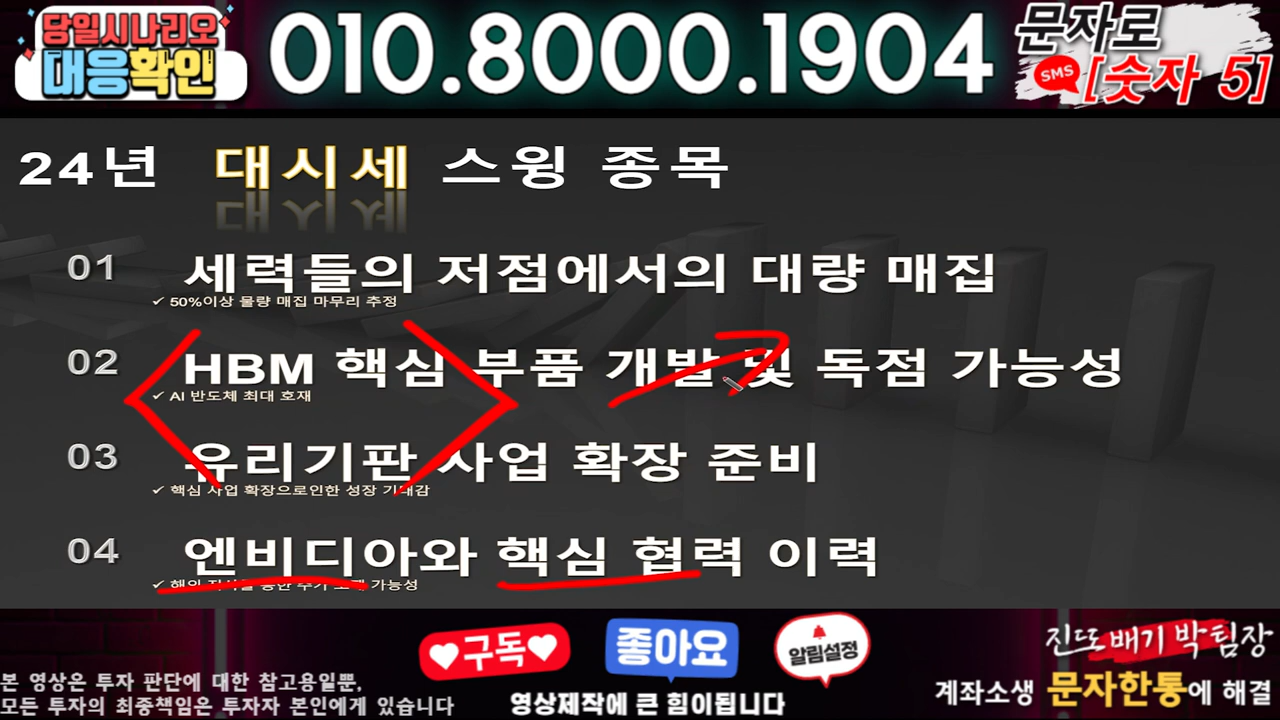 당일시나리오
대응확인
010.8000.1904
문자로
SMS [숫자 5]
24년 대시세 스윙 종목
01 세력들의 저점에서의 대량 매집
✓ 50%이상 물량 매집 마무리 추정
02 HBM 핵심 부품 개발 및 독점 가능성
✓ AI 반도체 최대 호재
03 유리기판 사업 확장 준비
✓ 핵심 사업 확장으로인한 성장 기대감
04 엔비디아와 핵심 협력 이력
✓ 해외 통한 추가 가능성
본 영상은 투자 판단에 대한 참고용일뿐,
모든 투자의 최종책임은 투자자 본인에게 있습니다
구독
좋아요
알림설정
영상제작에 큰 힘이됩니다
진또배기 박팀장
계좌소생 문자한통에 해결